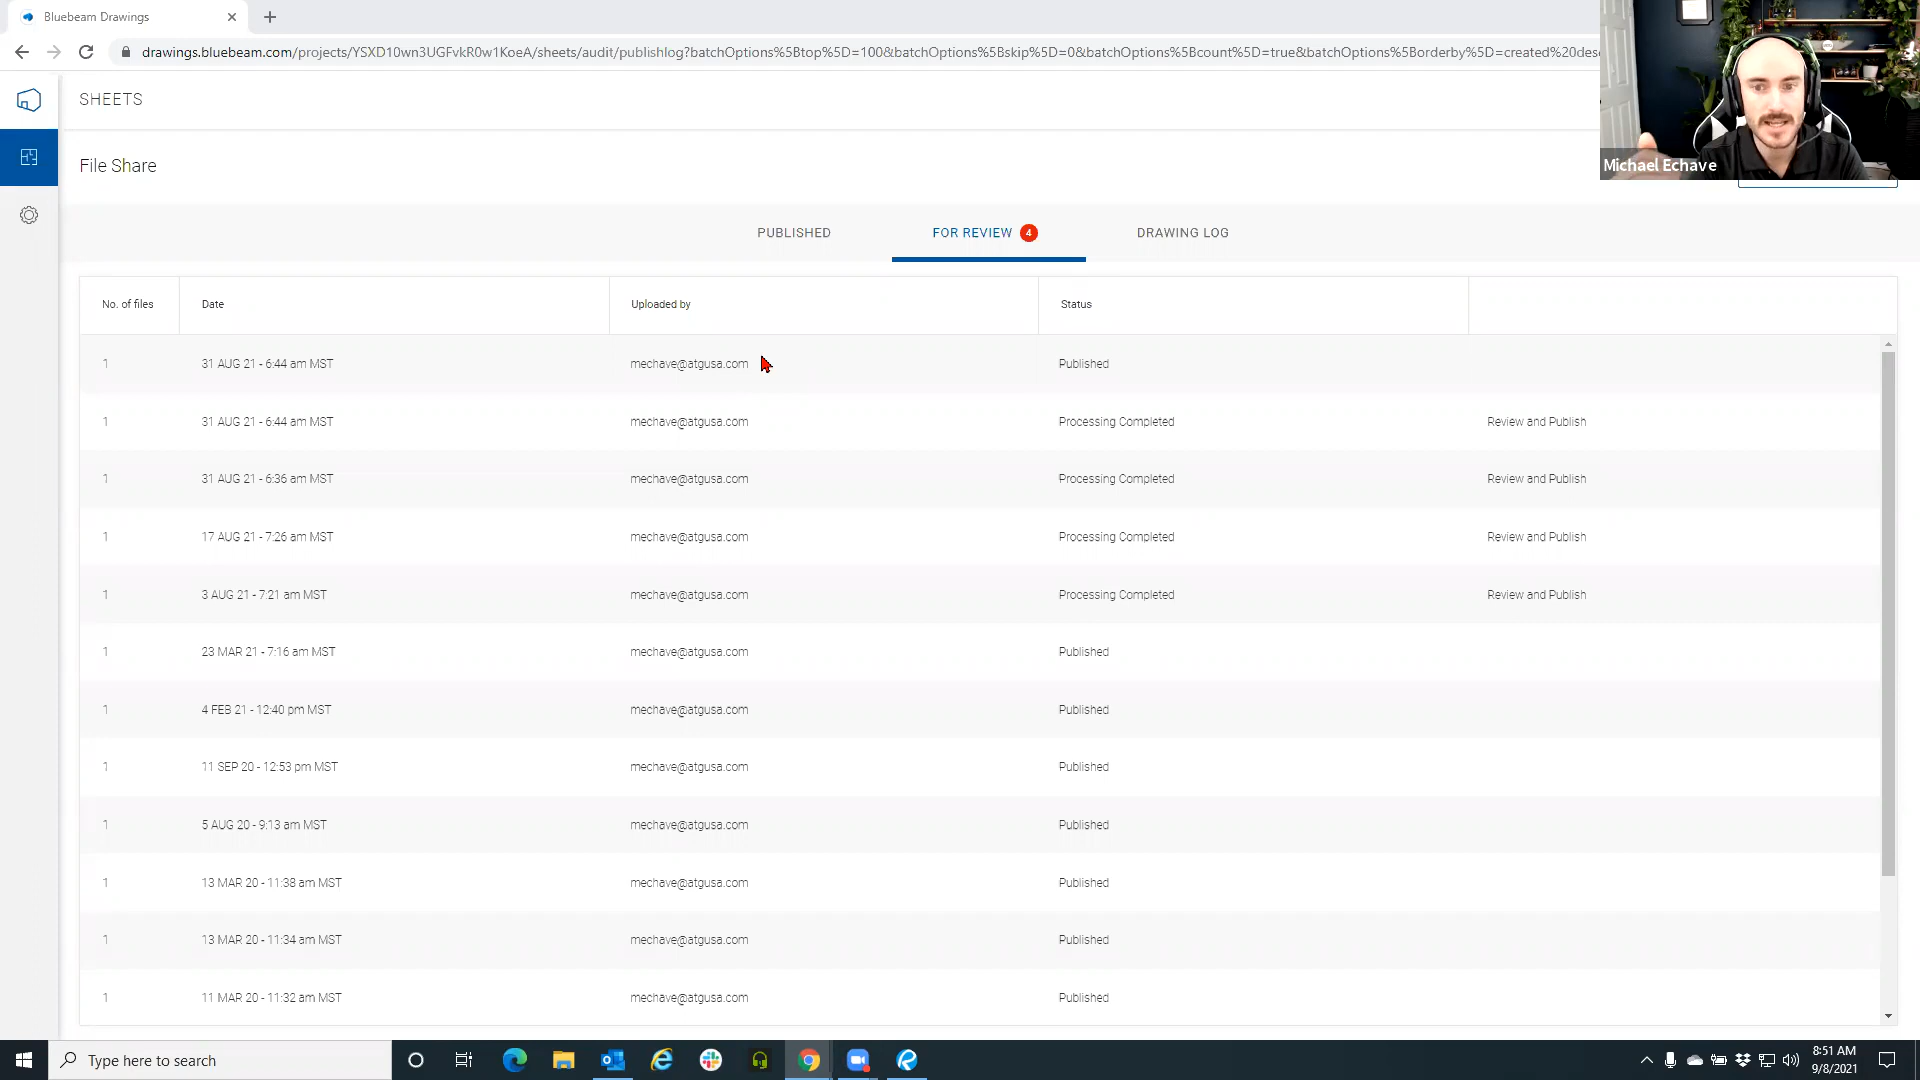 Bluebeam Drawings
drawings.bluebeam.com/projects/YSXD10wn3UGFvkR0w1KoeA/sheets/audit/publishlog?batchOptions%5Btop%5D=100&batchOptions%5Bskip%5D=0&batchOptions%5Bcount%5D=true&batchOptions%5Borderby%5D=created%20desc
SHEETS
Michael Echave
File Share
PUBLISHED
FOR REVIEW 4
DRAWING LOG
No. of files Date Uploaded by Status
1 31 AUG 21 - 6:44 am MST mechave@atgusa.com Published
1 31 AUG 21 - 6:44 am MST mechave@atgusa.com Processing Completed Review and Publish
1 31 AUG 21 - 6:36 am MST mechave@atgusa.com Processing Completed Review and Publish
1 17 AUG 21 - 7:26 am MST mechave@atgusa.com Processing Completed Review and Publish
1 3 AUG 21 - 7:21 am MST mechave@atgusa.com Processing Completed Review and Publish
1 23 MAR 21 - 7:16 am MST mechave@atgusa.com Published
1 4 FEB 21 - 12:40 pm MST mechave@atgusa.com Published
1 11 SEP 20 - 12:53 pm MST mechave@atgusa.com Published
1 5 AUG 20 - 9:13 am MST mechave@atgusa.com Published
1 13 MAR 20 - 11:38 am MST mechave@atgusa.com Published
1 13 MAR 20 - 11:34 am MST mechave@atgusa.com Published
1 11 MAR 20 - 11:32 am MST mechave@atgusa.com Published
Type here to search
8:51 AM
9/8/2021